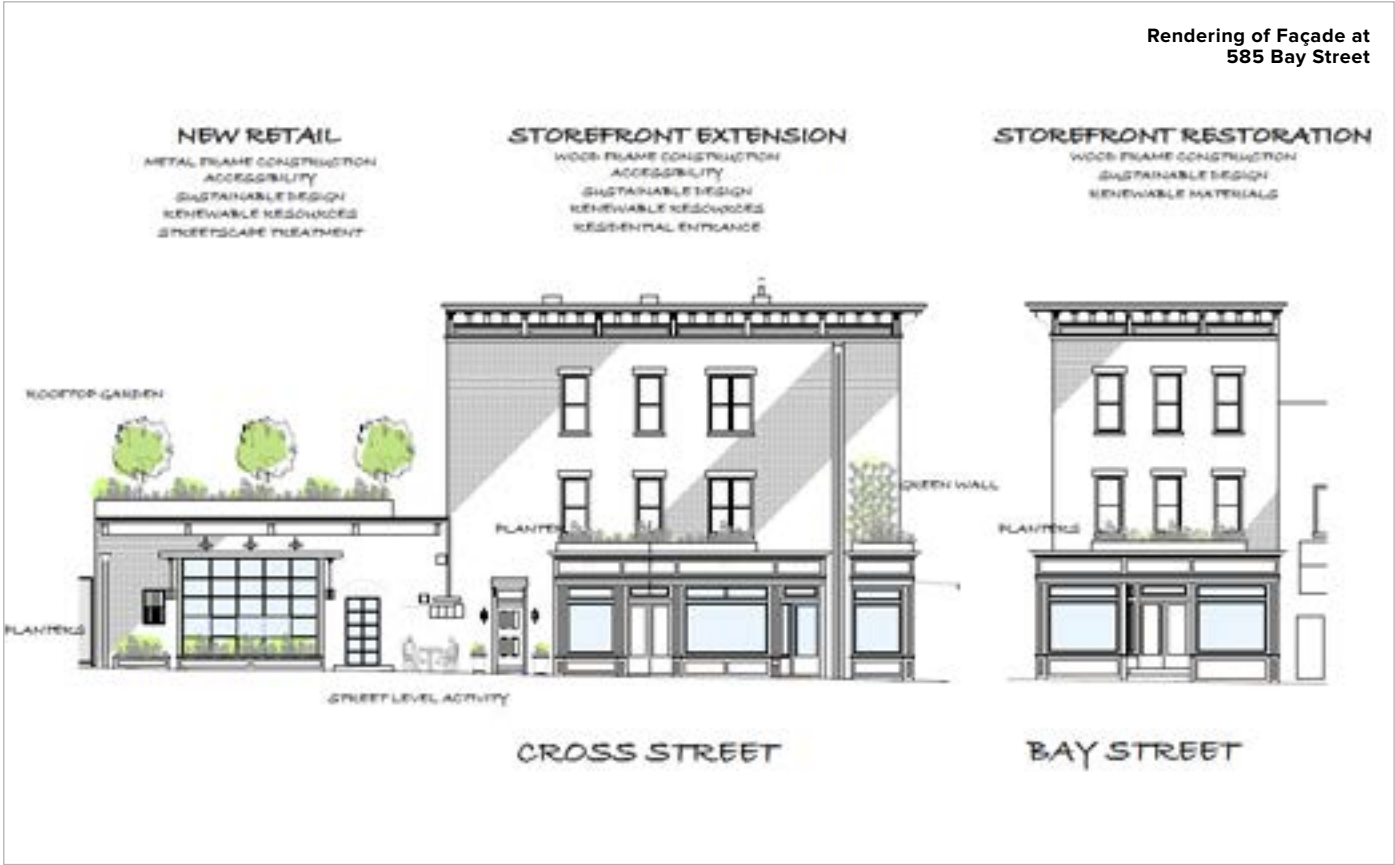 Rendering of Façade at
585 Bay Street
NEW RETAIL
METAL FRAME CONSTRUCTION
ACCESSIBILITY
SUSTAINABLE DESIGN
RENEWABLE RESOURCES
STREETSCAPE TREATMENT
STOREFRONT EXTENSION
WOOD FRAME CONSTRUCTION
ACCESSIBILITY
SUSTAINABLE DESIGN
RENEWABLE RESOURCES
RESIDENTIAL ENTRANCE
STOREFRONT RESTORATION
WOOD FRAME CONSTRUCTION
SUSTAINABLE DESIGN
RENEWABLE MATERIALS
ROOFTOP GARDEN
GREEN WALL
PLANTER
PLANTERS
PLANTERS
STREET LEVEL ACTIVITY
CROSS STREET
BAY STREET